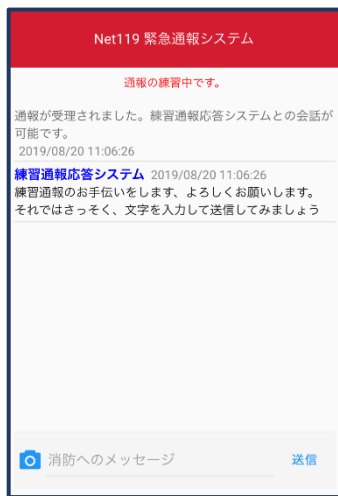 Net119 緊急通報システム
通報の練習中です。
通報が受理されました。練習通報応答システムとの会話が
可能です。
2019/08/20 11:06:26
練習通報応答システム 2019/08/20 11:06:26
練習通報のお手伝いをします、よろしくお願いします。
それではさっそく、文字を入力して送信してみましょう
消防へのメッセージ 送信